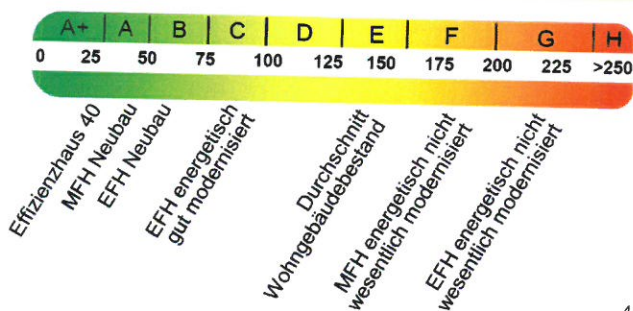 A+ A B C D E F G H
0 25 50 75 100 125 150 175 200 225 >250
Effizienzhaus 40
MFH Neubau
EFH Neubau
EFH energetisch
gut modernisiert
Durchschnitt
Wohngebäudebestand
MFH energetisch nicht
wesentlich modernisiert
EFH energetisch nicht
wesentlich modernisiert